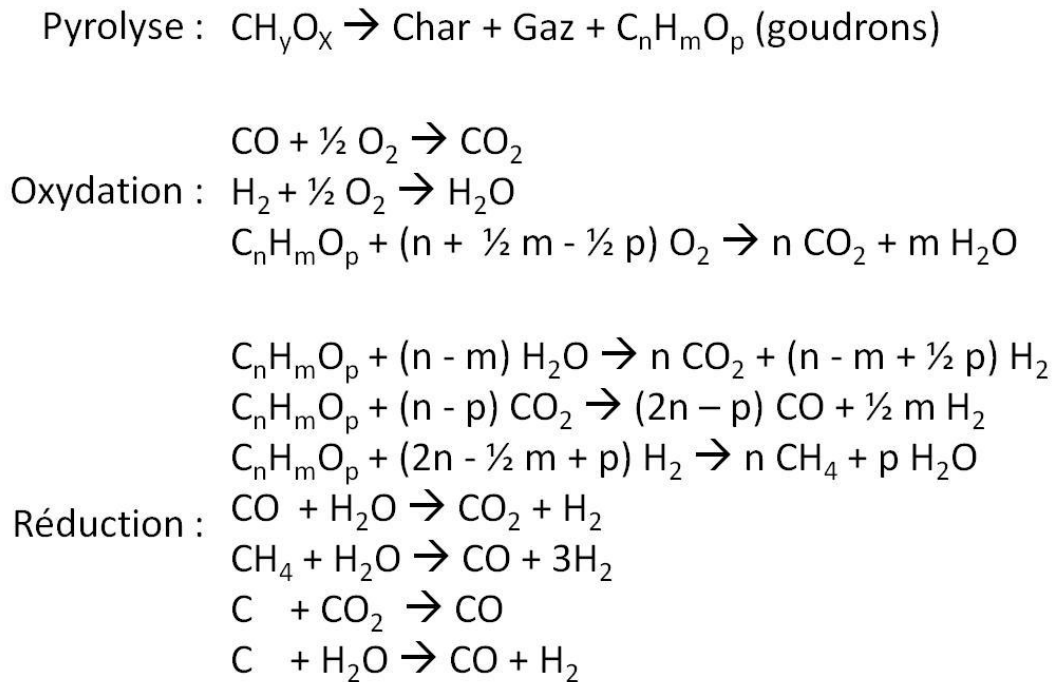 Pyrolyse : CHyOX → Char + Gaz + CnHmOp (goudrons)
CO + ½ O2 → CO2
Oxydation : H2 + ½ O2 → H2O
CnHmOp + (n + ½ m - ½ p) O2 → n CO2 + m H2O
CnHmOp + (n - m) H2O → n CO2 + (n - m + ½ p) H2
CnHmOp + (n - p) CO2 → (2n – p) CO + ½ m H2
CnHmOp + (2n - ½ m + p) H2 → n CH4 + p H2O
Réduction : CO + H2O → CO2 + H2
CH4 + H2O → CO + 3H2
C + CO2 → CO
C + H2O → CO + H2